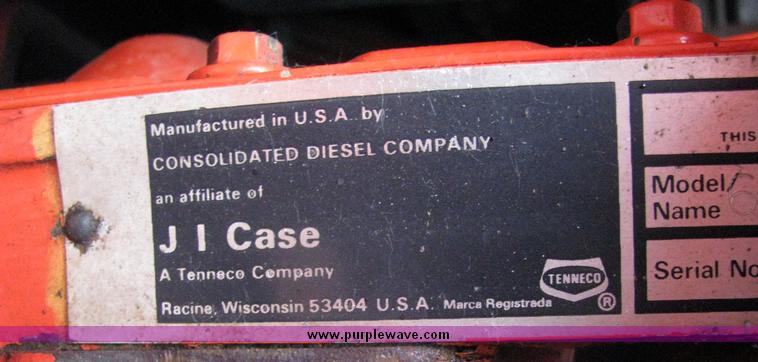 Manufactured in U.S.A. by
CONSOLIDATED DIESEL COMPANY
an affiliate of
J I Case
A Tenneco Company
TENNECO
®
Racine, Wisconsin 53404 U.S.A. Marca Registrada
THIS
Model/
Name
Serial No
www.purplewave.com